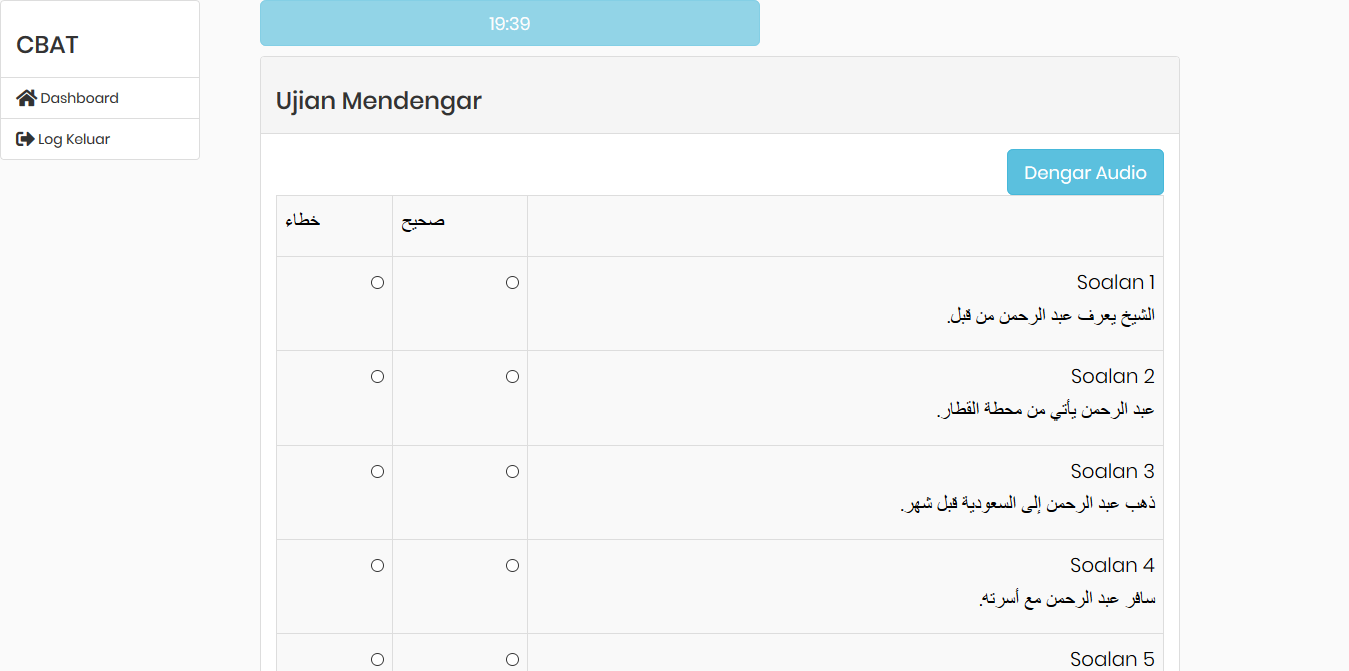 CBAT
Dashboard
Log Keluar
19:39
Ujian Mendengar
Dengar Audio
صحيح
خطاء
Soalan 1
الشيخ يعرف عبد الرحمن من قبل.
Soalan 2
عبد الرحمن يأتي من محطة القطار.
Soalan 3
ذهب عبد الرحمن إلى السعودية قبل شهر.
Soalan 4
سافر عبد الرحمن مع أسرته.
Soalan 5